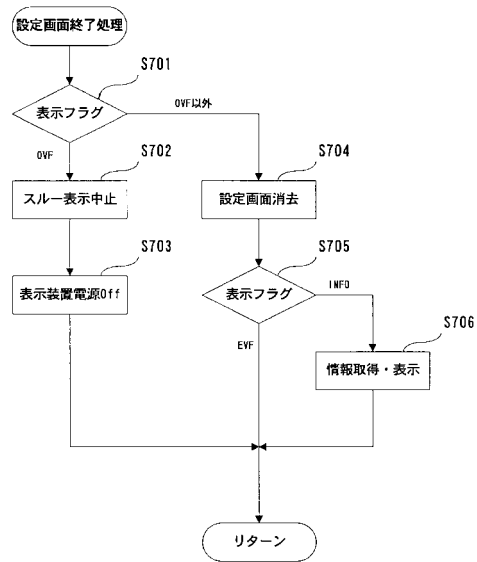 設定画面終了処理
S701
表示フラグ
OVF以外
OVF
S702
スルー表示中止
S704
設定画面消去
S703
表示装置電源Off
S705
表示フラグ
INFO
EVF
S706
情報取得・表示
リターン